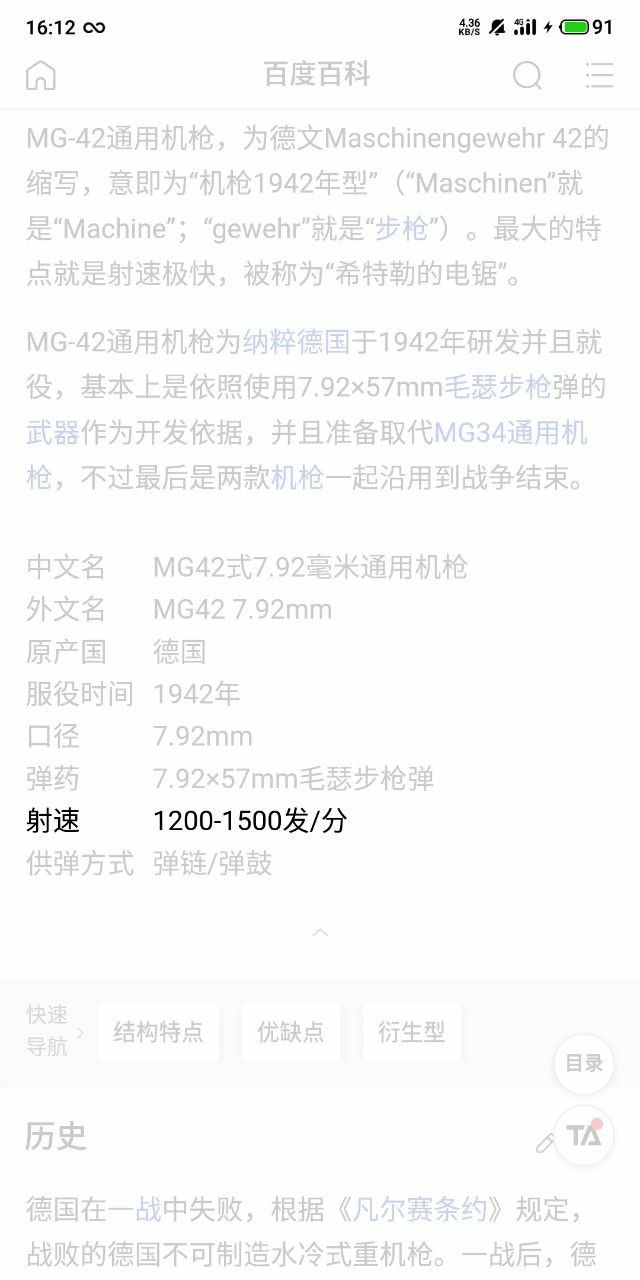 16:12
4.36
KB/S
4G
91
百度百科
MG-42通用机枪，为德文Maschinengewehr 42的
缩写，意即为“机枪1942年型”（“Maschinen”就
是“Machine”；“gewehr”就是“步枪”）。最大的特
点就是射速极快，被称为“希特勒的电锯”。
MG-42通用机枪为纳粹德国于1942年研发并且就
役，基本上是依照使用7.92×57mm毛瑟步枪弹的
武器作为开发依据，并且准备取代MG34通用机
枪，不过最后是两款机枪一起沿用到战争结束。
中文名 MG42式7.92毫米通用机枪
外文名 MG42 7.92mm
原产国 德国
服役时间 1942年
口径 7.92mm
弹药 7.92×57mm毛瑟步枪弹
射速 1200-1500发/分
供弹方式 弹链/弹鼓
快速
导航
结构特点 优缺点 衍生型
目录
历史
TA
德国在一战中失败，根据《凡尔赛条约》规定，
战败的德国不可制造水冷式重机枪。一战后，德